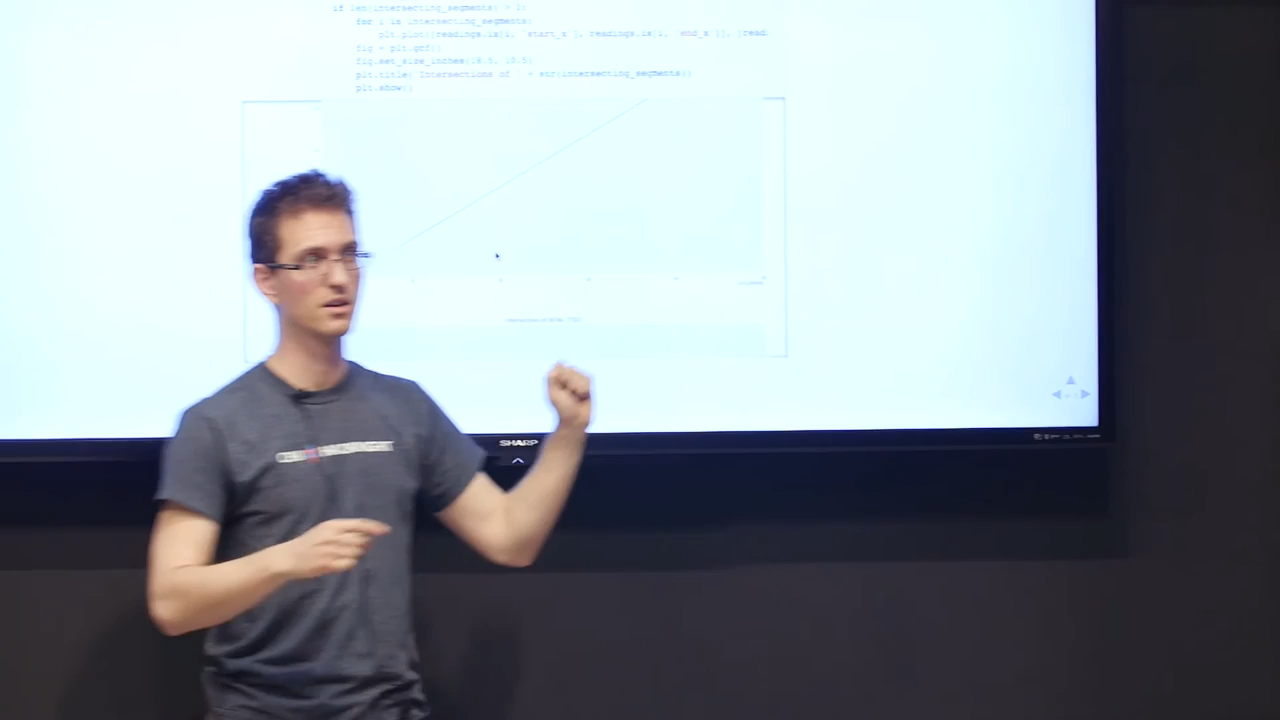 if len(intersecting_segments) > 1:
for i in intersecting_segments:
plt.plot([readings.ix[i, 'start_x'], readings.ix[i, 'end_x']], [readi
fig = plt.gcf()
fig.set_size_inches(18.5, 10.5)
plt.title('Intersections of ' + str(intersecting_segments))
plt.show()
SHARP